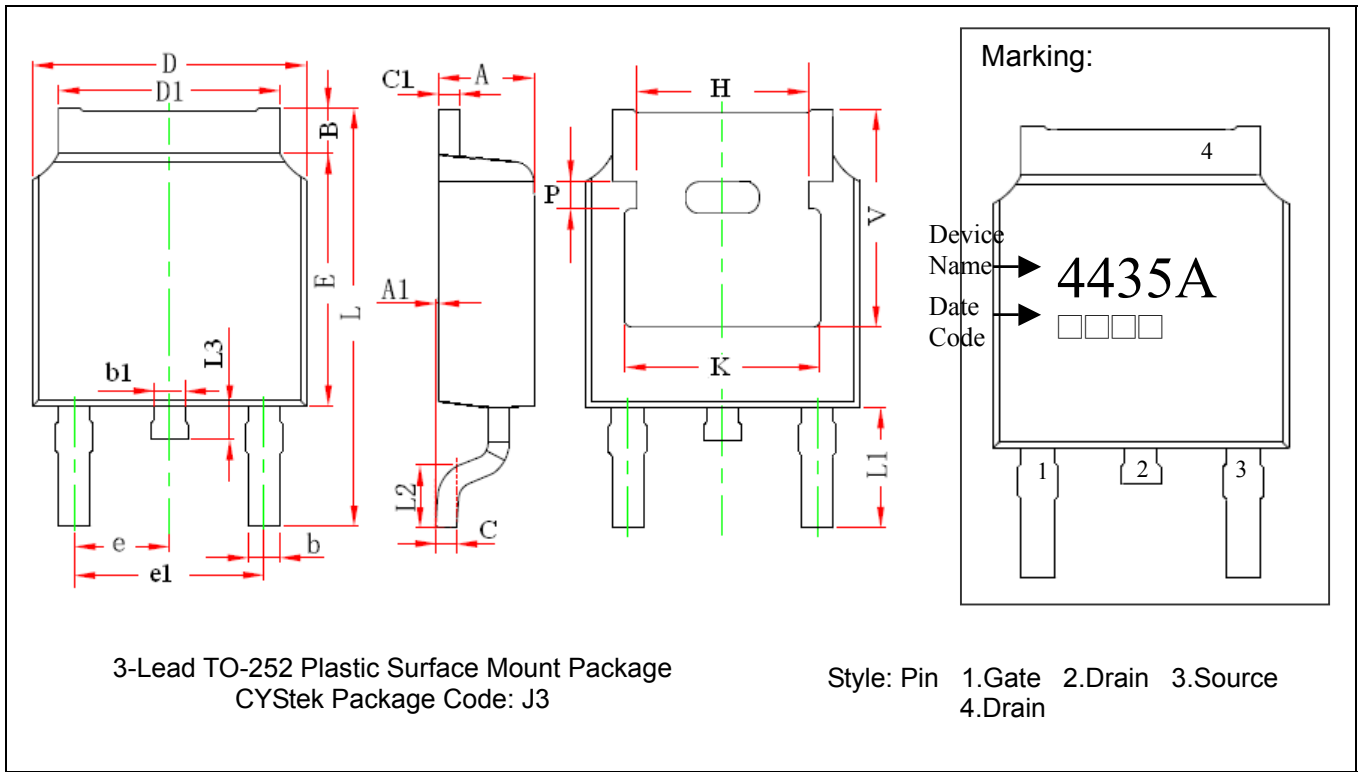 D
D1
B
E
L
L3
b1
e
e1
b
C1
A
A1
L2
C
H
P
V
K
L1
Marking:
4
Device
Name
4435A
Date
Code
□□□□
1
2
3
3-Lead TO-252 Plastic Surface Mount Package
CYStek Package Code: J3
Style: Pin 1.Gate 2.Drain 3.Source
4.Drain